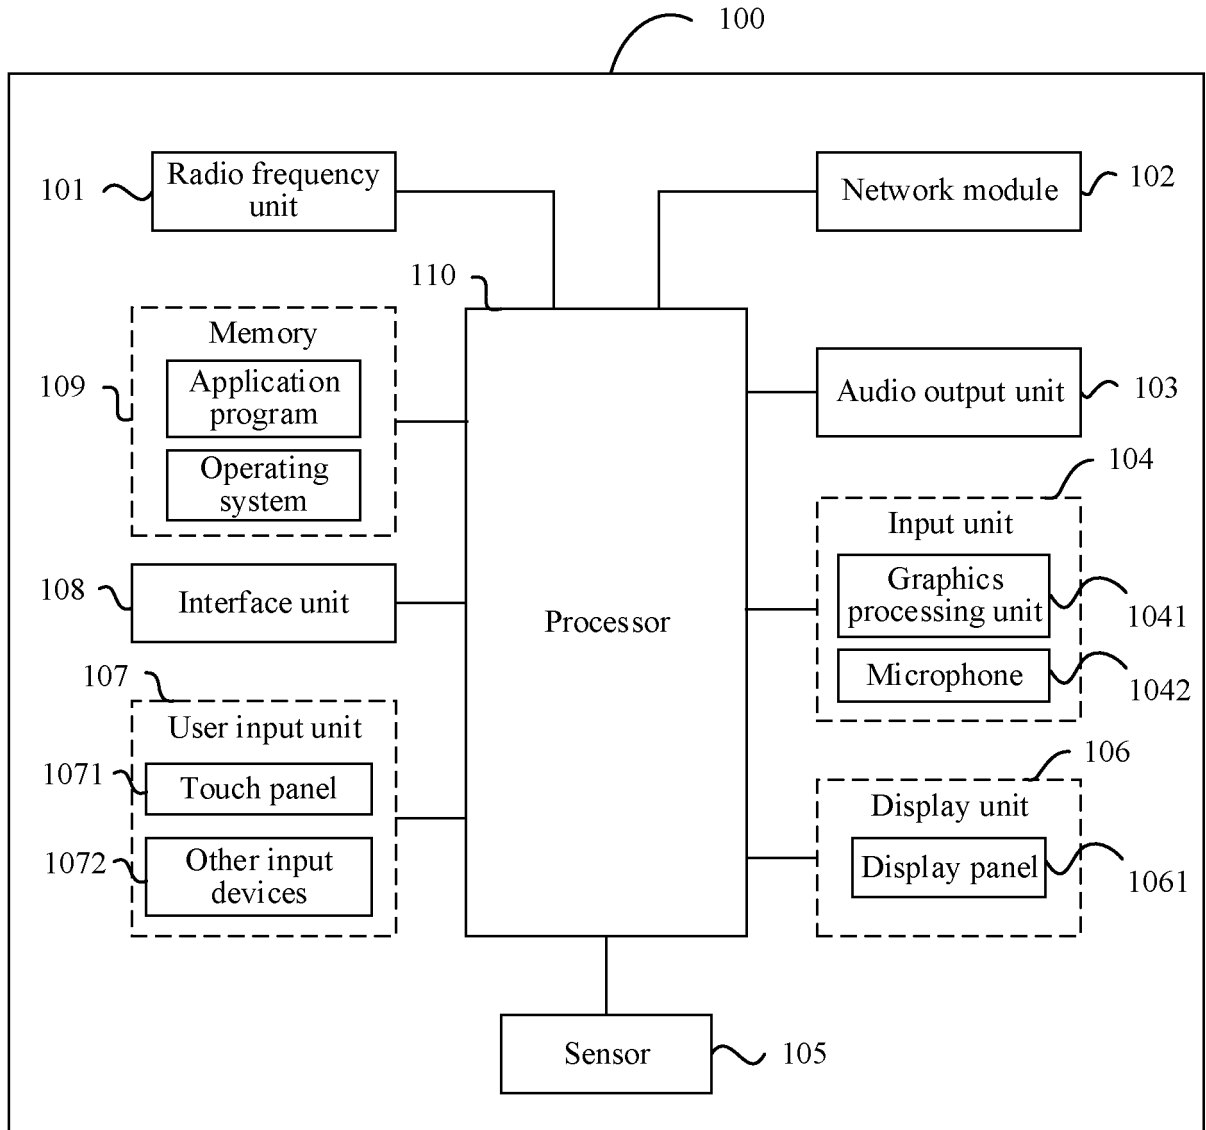 100
101
Radio frequency
unit
Network module
102
110
109
Memory
Application
program
Operating
system
Audio output unit
103
104
Input unit
Graphics
processing unit
1041
Microphone
1042
108
Interface unit
Processor
107
User input unit
1071
Touch panel
1072
Other input
devices
106
Display unit
Display panel
1061
Sensor
105